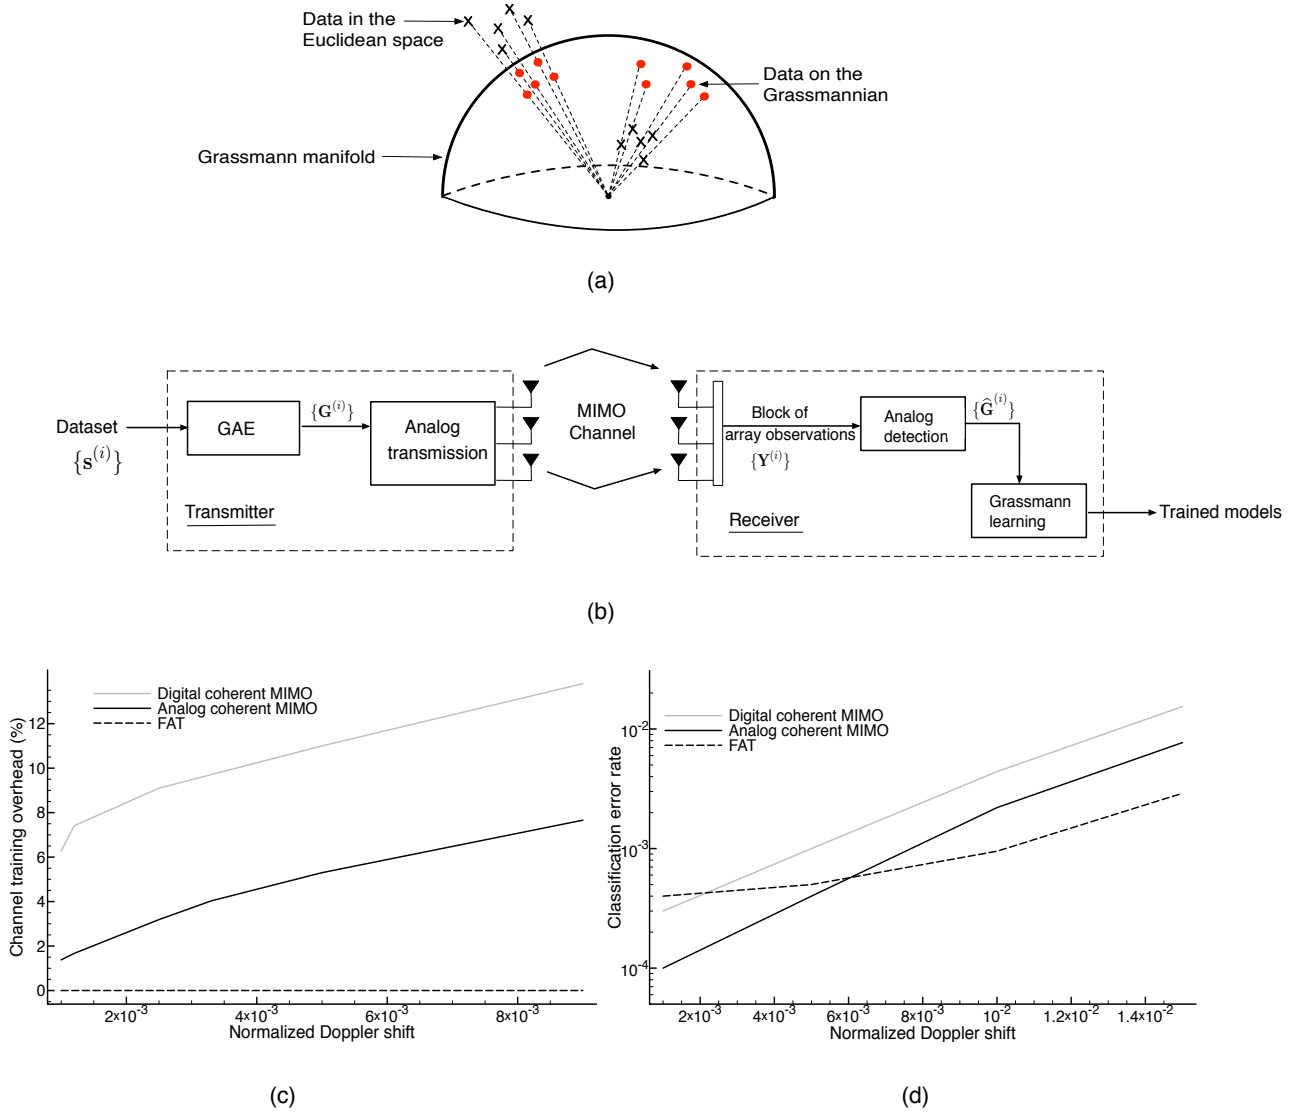 Data in the
Euclidean space
Data on the
Grassmannian
Grassmann manifold
(a)
Dataset
{s^(i)}
GAE
{G^(i)}
Analog
transmission
Transmitter
MIMO
Channel
Block of
array observations
{Y^(i)}
Analog
detection
{Ĝ^(i)}
Grassmann
learning
Receiver
Trained models
(b)
Channel training overhead (%)
12
10
8
6
4
2
0
Digital coherent MIMO
Analog coherent MIMO
FAT
2×10^-3
4×10^-3
6×10^-3
8×10^-3
Normalized Doppler shift
(c)
Classification error rate
10^-2
10^-3
10^-4
Digital coherent MIMO
Analog coherent MIMO
FAT
2×10^-3
4×10^-3
6×10^-3
8×10^-3
10^-2
1.2×10^-2
1.4×10^-2
Normalized Doppler shift
(d)